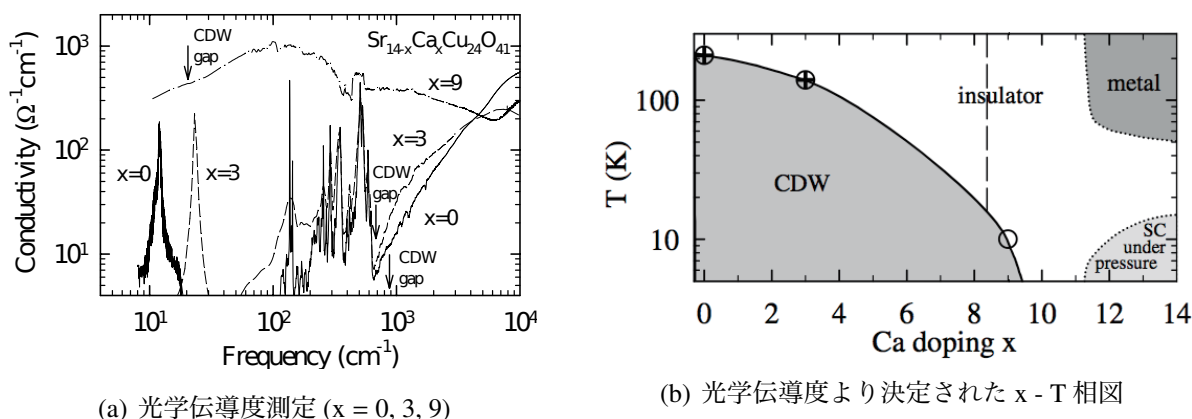 Sr14-xCaxCu24O41
CDW
gap
x=9
x=0
x=3
x=3
CDW
gap
x=0
CDW
gap
10³
10²
10¹
Conductivity (Ω⁻¹cm⁻¹)
10¹ 10² 10³ 10⁴
Frequency (cm⁻¹)
(a) 光学伝導度測定 (x = 0, 3, 9)
insulator
metal
CDW
SC
under
pressure
100
10
T (K)
0 2 4 6 8 10 12 14
Ca doping x
(b) 光学伝導度より決定された x - T 相図